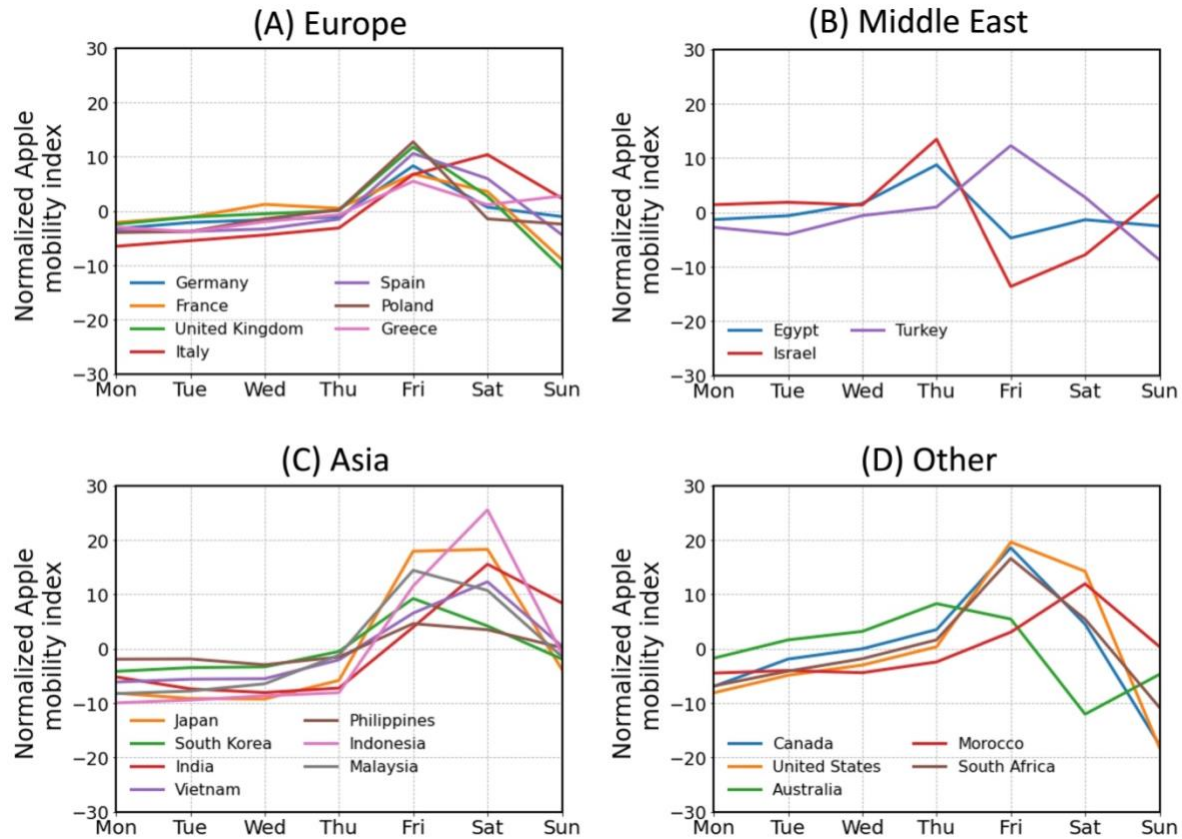 (A) Europe
Normalized Apple
mobility index
30
20
10
0
−10
−20
−30
Germany
France
United Kingdom
Italy
Spain
Poland
Greece
Mon Tue Wed Thu Fri Sat Sun
(B) Middle East
Normalized Apple
mobility index
30
20
10
0
−10
−20
−30
Egypt
Israel
Turkey
Mon Tue Wed Thu Fri Sat Sun
(C) Asia
Normalized Apple
mobility index
30
20
10
0
−10
−20
−30
Japan
South Korea
India
Vietnam
Philippines
Indonesia
Malaysia
Mon Tue Wed Thu Fri Sat Sun
(D) Other
Normalized Apple
mobility index
30
20
10
0
−10
−20
−30
Canada
United States
Australia
Morocco
South Africa
Mon Tue Wed Thu Fri Sat Sun